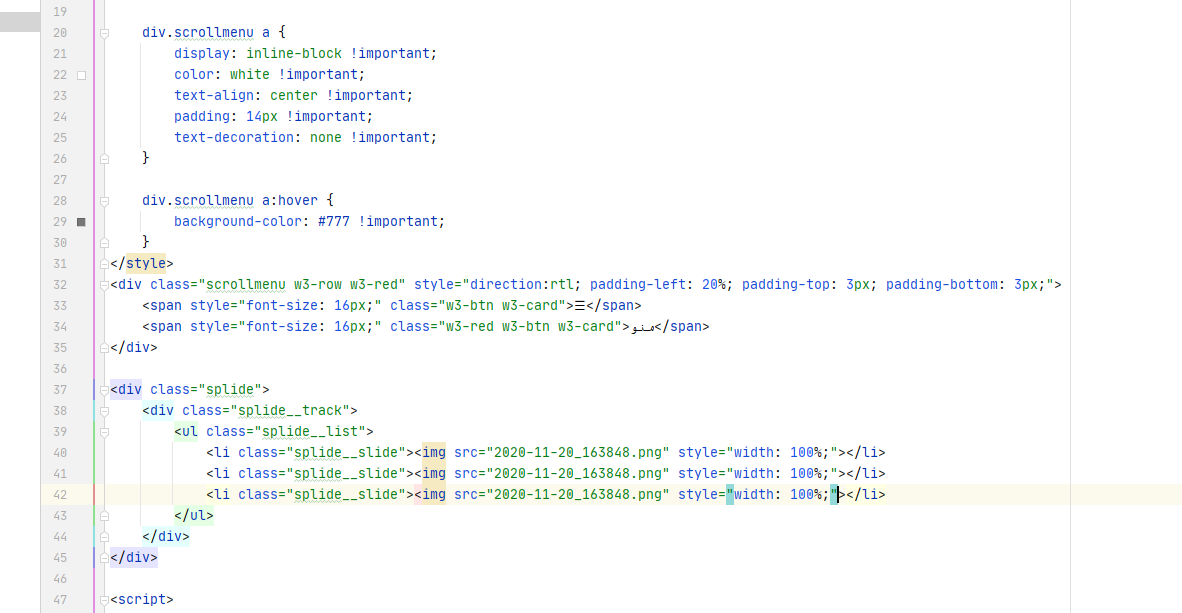 19
20 div.scrollmenu a {
21 display: inline-block !important;
22 color: white !important;
23 text-align: center !important;
24 padding: 14px !important;
25 text-decoration: none !important;
26 }
27
28 div.scrollmenu a:hover {
29 background-color: #777 !important;
30 }
31 </style>
32 <div class="scrollmenu w3-row w3-red" style="direction:rtl; padding-left: 20%; padding-top: 3px; padding-bottom: 3px;">
33 <span style="font-size: 16px;" class="w3-btn w3-card">☰</span>
34 <span style="font-size: 16px;" class="w3-red w3-btn w3-card">منو</span>
35 </div>
36
37 <div class="splide">
38 <div class="splide__track">
39 <ul class="splide__list">
40 <li class="splide__slide"><img src="2020-11-20_163848.png" style="width: 100%;"></li>
41 <li class="splide__slide"><img src="2020-11-20_163848.png" style="width: 100%;"></li>
42 <li class="splide__slide"><img src="2020-11-20_163848.png" style="width: 100%;"></li>
43 </ul>
44 </div>
45 </div>
46
47 <script>